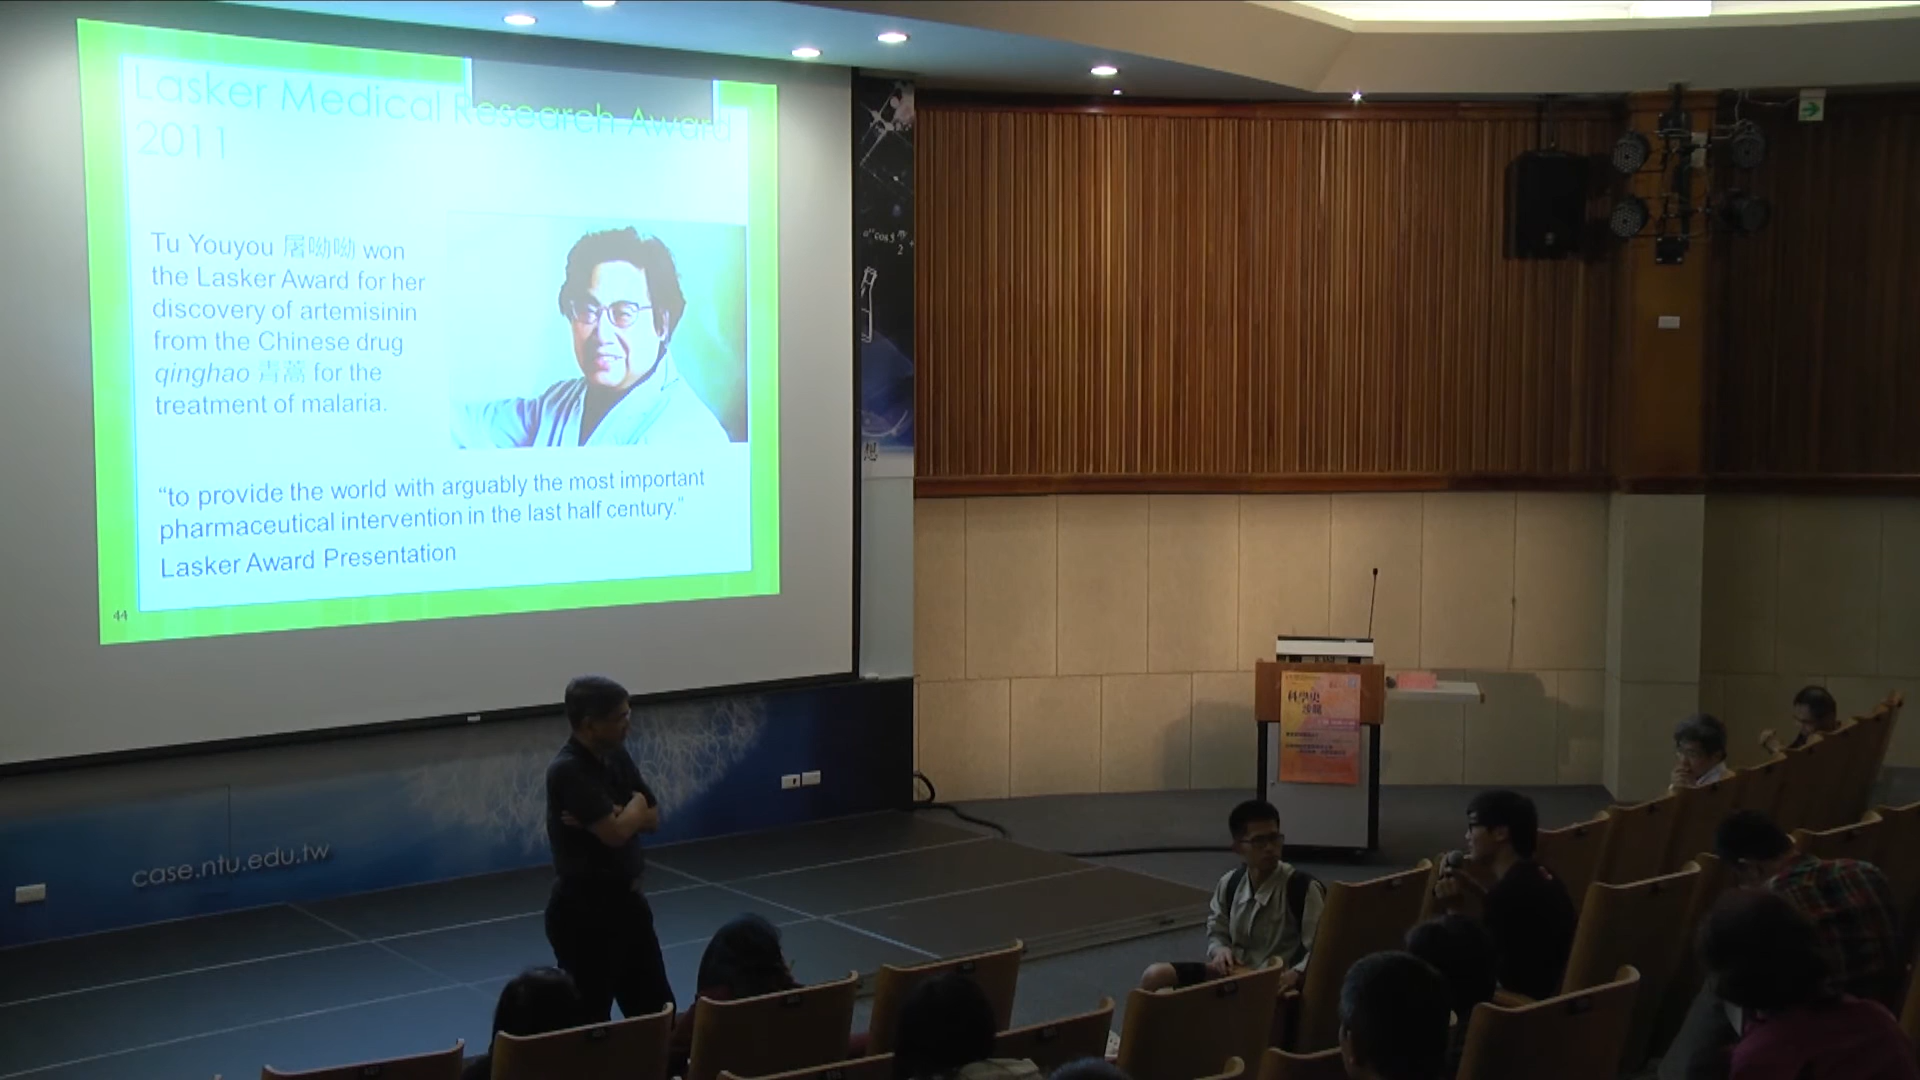 Lasker Medical Research Award
2011
Tu Youyou 屠呦呦 won
the Lasker Award for her
discovery of artemisinin
from the Chinese drug
qinghao 青蒿 for the
treatment of malaria.
“to provide the world with arguably the most important
pharmaceutical intervention in the last half century.”
Lasker Award Presentation
44
case.ntu.edu.tw
科學史
沙龍